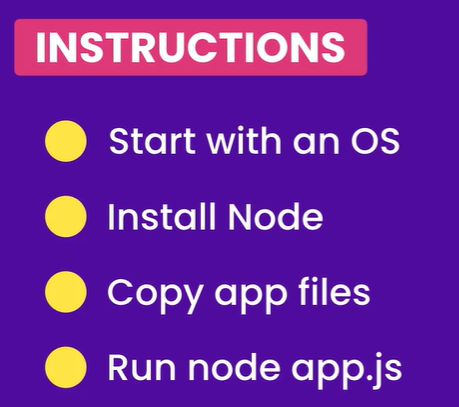 INSTRUCTIONS
Start with an OS
Install Node
Copy app files
Run node app.js